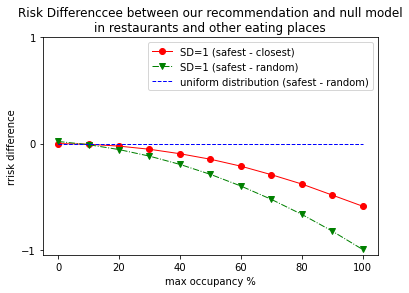 Risk Differenccee between our recommendation and null model
in restaurants and other eating places
1
SD=1 (safest - closest)
SD=1 (safest - random)
uniform distribution (safest - random)
rrisk difference
0
−1
0 20 40 60 80 100
max occupancy %